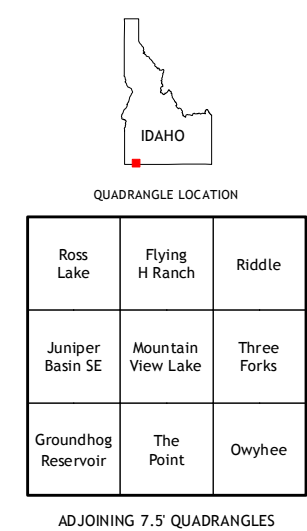 IDAHO
QUADRANGLE LOCATION
Ross
Lake
Flying
H Ranch
Riddle
Juniper
Basin SE
Mountain
View Lake
Three
Forks
Groundhog
Reservoir
The
Point
Owyhee
ADJOINING 7.5' QUADRANGLES